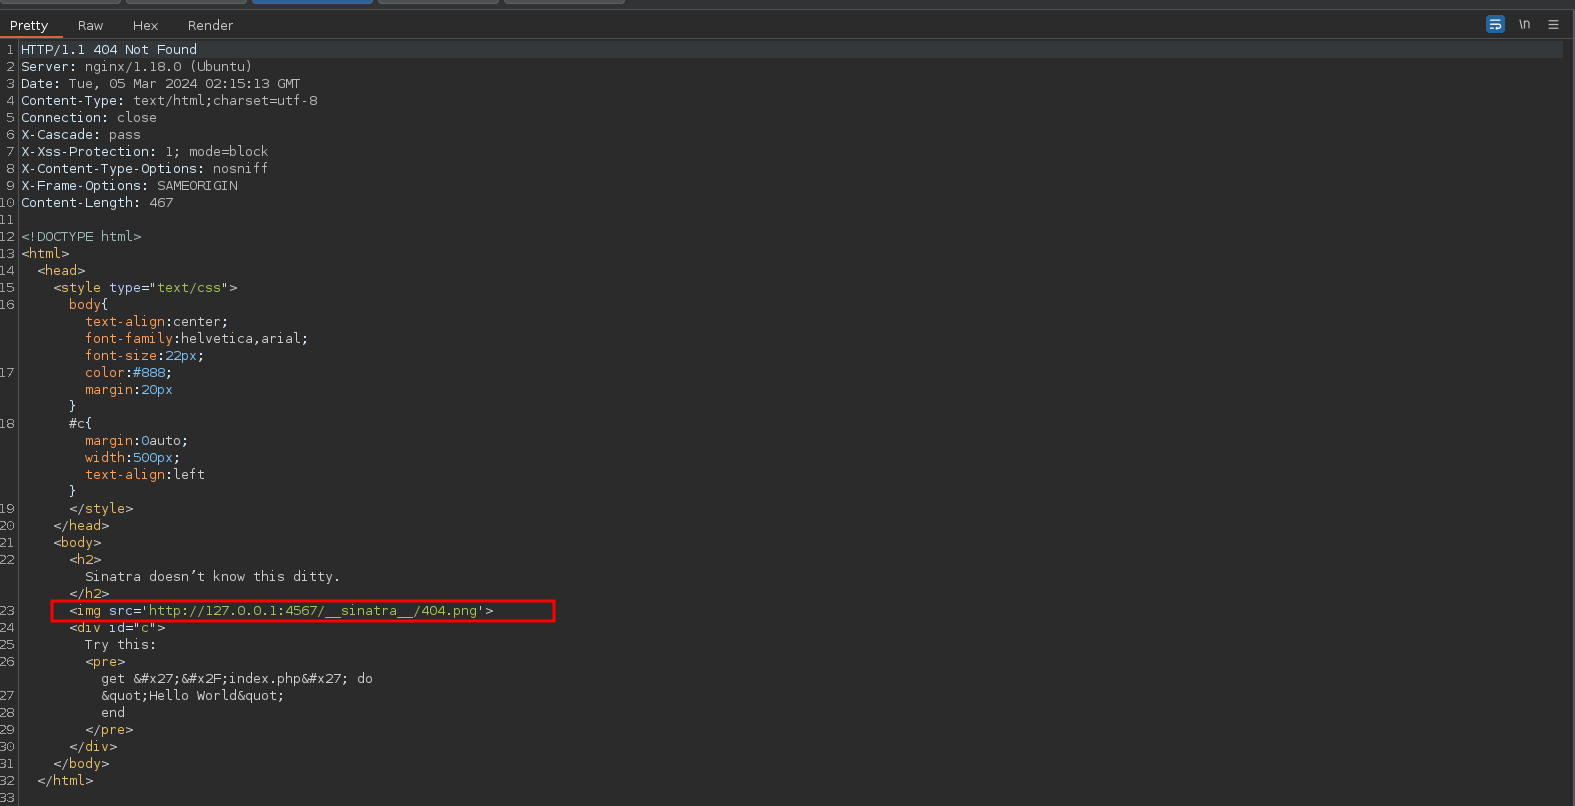 Pretty Raw Hex Render \n
1 HTTP/1.1 404 Not Found
2 Server: nginx/1.18.0 (Ubuntu)
3 Date: Tue, 05 Mar 2024 02:15:13 GMT
4 Content-Type: text/html;charset=utf-8
5 Connection: close
6 X-Cascade: pass
7 X-Xss-Protection: 1; mode=block
8 X-Content-Type-Options: nosniff
9 X-Frame-Options: SAMEORIGIN
10 Content-Length: 467
11
12 <!DOCTYPE html>
13 <html>
14 <head>
15 <style type="text/css">
16 body{
text-align:center;
font-family:helvetica,arial;
font-size:22px;
17 color:#888;
margin:20px
}
18 #c{
margin:0auto;
width:500px;
text-align:left
}
19 </style>
20 </head>
21 <body>
22 <h2>
Sinatra doesn’t know this ditty.
</h2>
23 <img src='http://127.0.0.1:4567/__sinatra__/404.png'>
24 <div id="c">
25 Try this:
26 <pre>
get &#x27;&#x2F;index.php&#x27; do
27 &quot;Hello World&quot;
28 end
29 </pre>
30 </div>
31 </body>
32 </html>
33